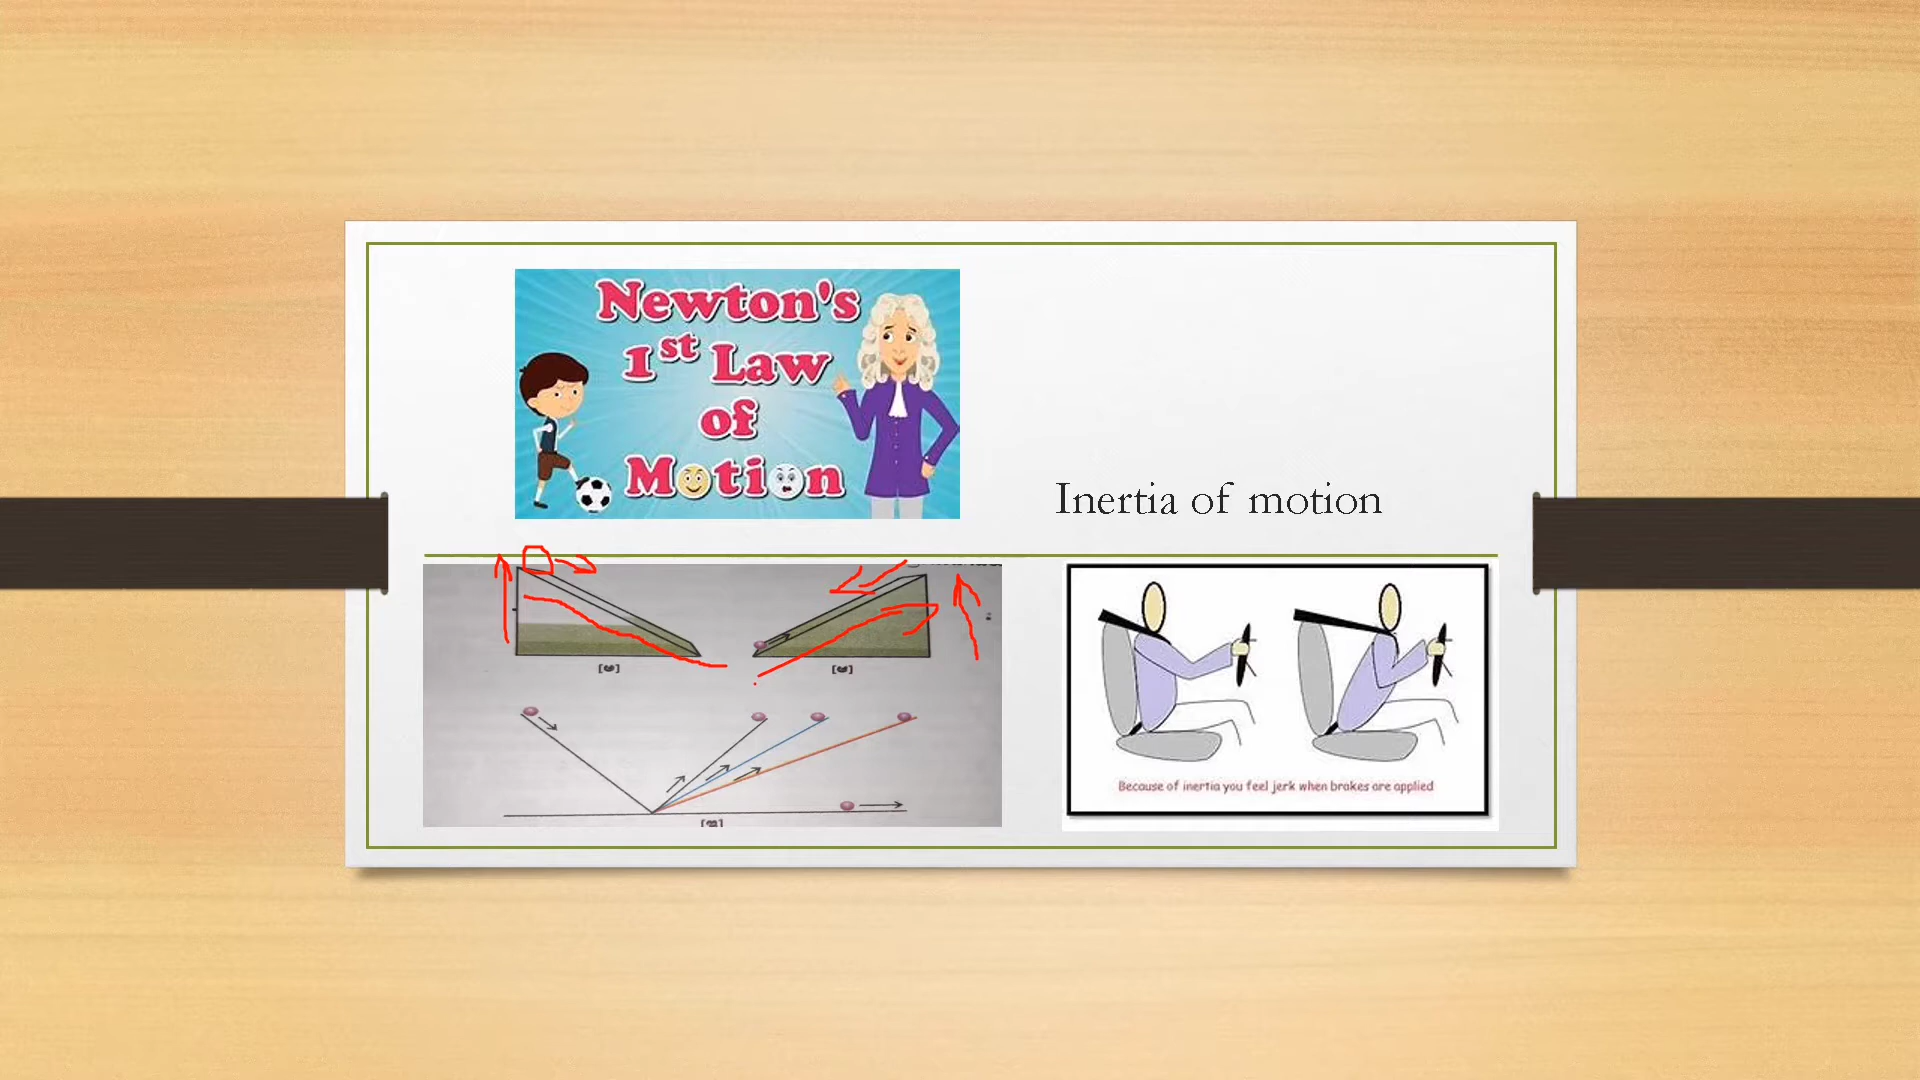 Newton's
1st Law
of
Motion
Inertia of motion
Because of inertia you feel jerk when brakes are applied